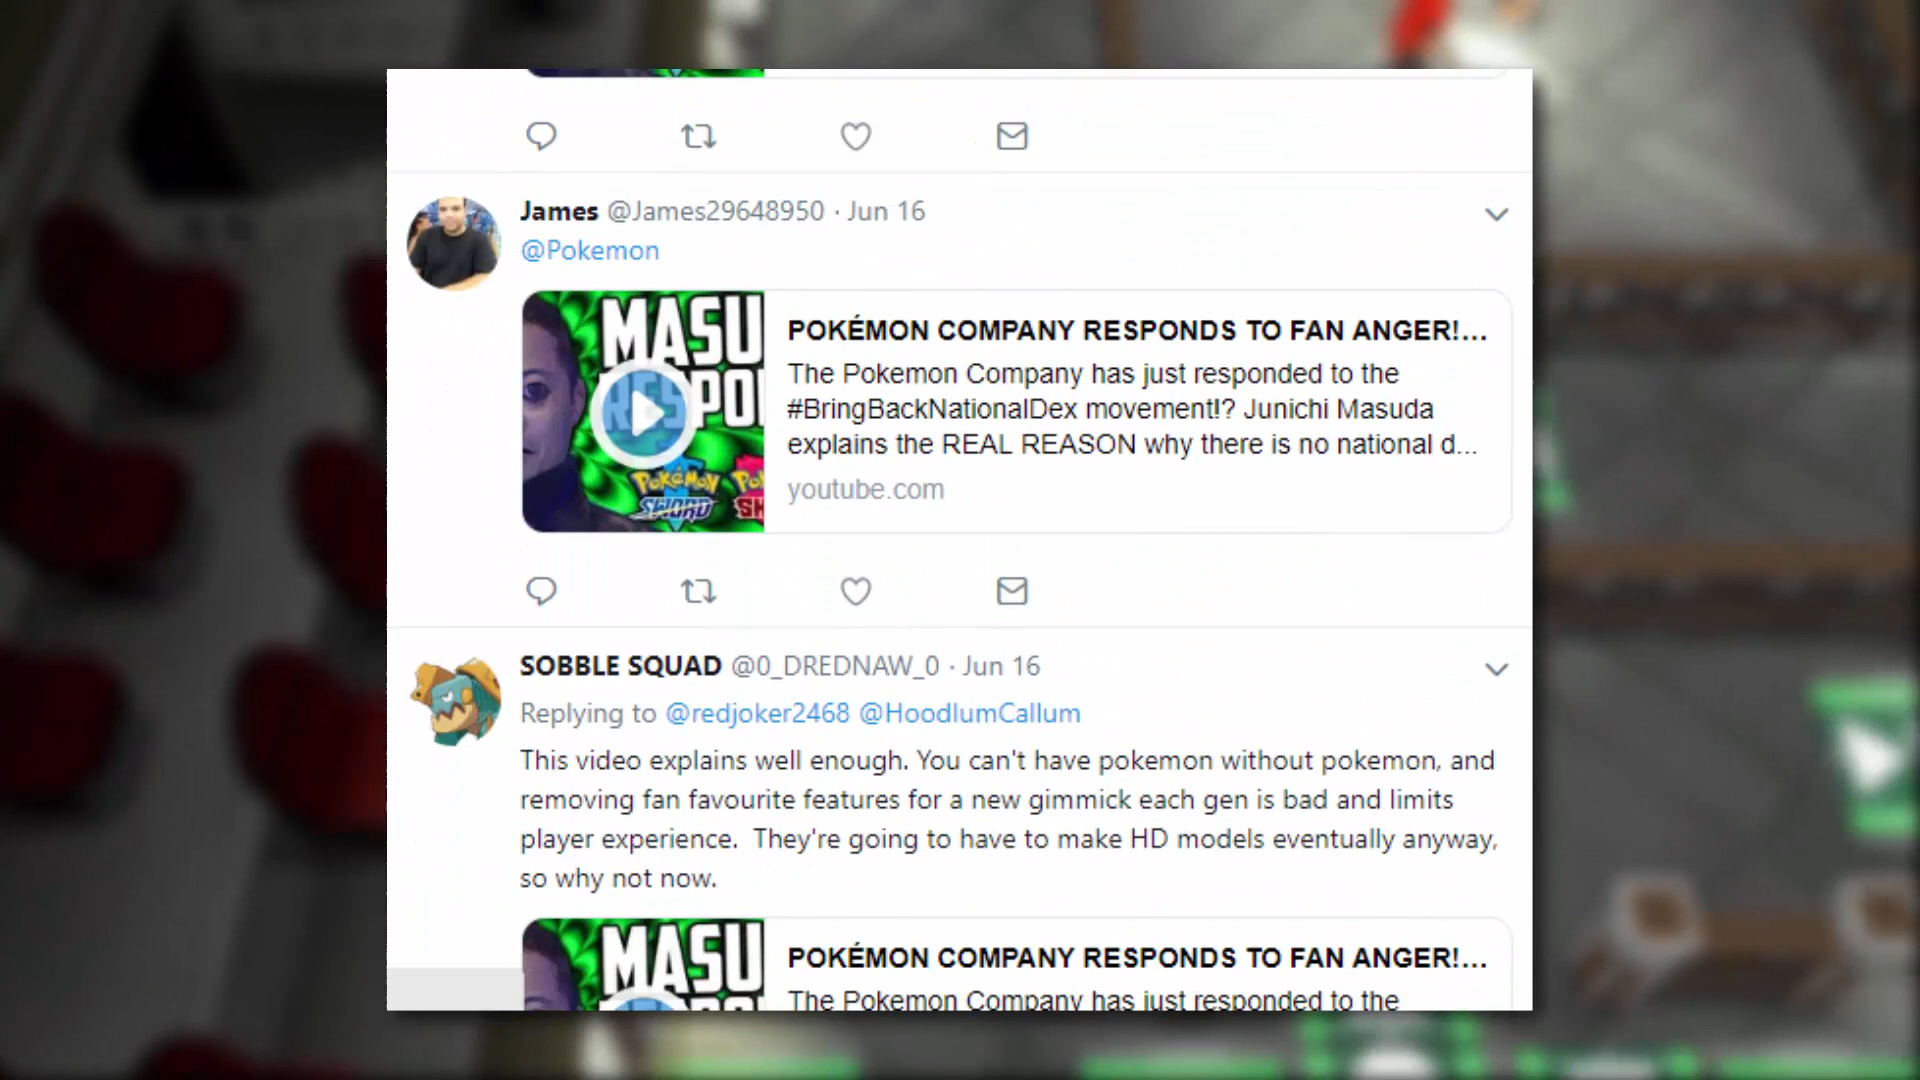 James @James29648950 · Jun 16
@Pokemon
MASU
RESPO
POKÉMON
SWORD
PO
SH
POKÉMON COMPANY RESPONDS TO FAN ANGER!...
The Pokemon Company has just responded to the
#BringBackNationalDex movement!? Junichi Masuda
explains the REAL REASON why there is no national d...
youtube.com
SOBBLE SQUAD @0_DREDNAW_0 · Jun 16
Replying to @redjoker2468 @HoodlumCallum
This video explains well enough. You can't have pokemon without pokemon, and
removing fan favourite features for a new gimmick each gen is bad and limits
player experience. They're going to have to make HD models eventually anyway,
so why not now.
MASU
POKÉMON COMPANY RESPONDS TO FAN ANGER!...
The Pokemon Company has just responded to the